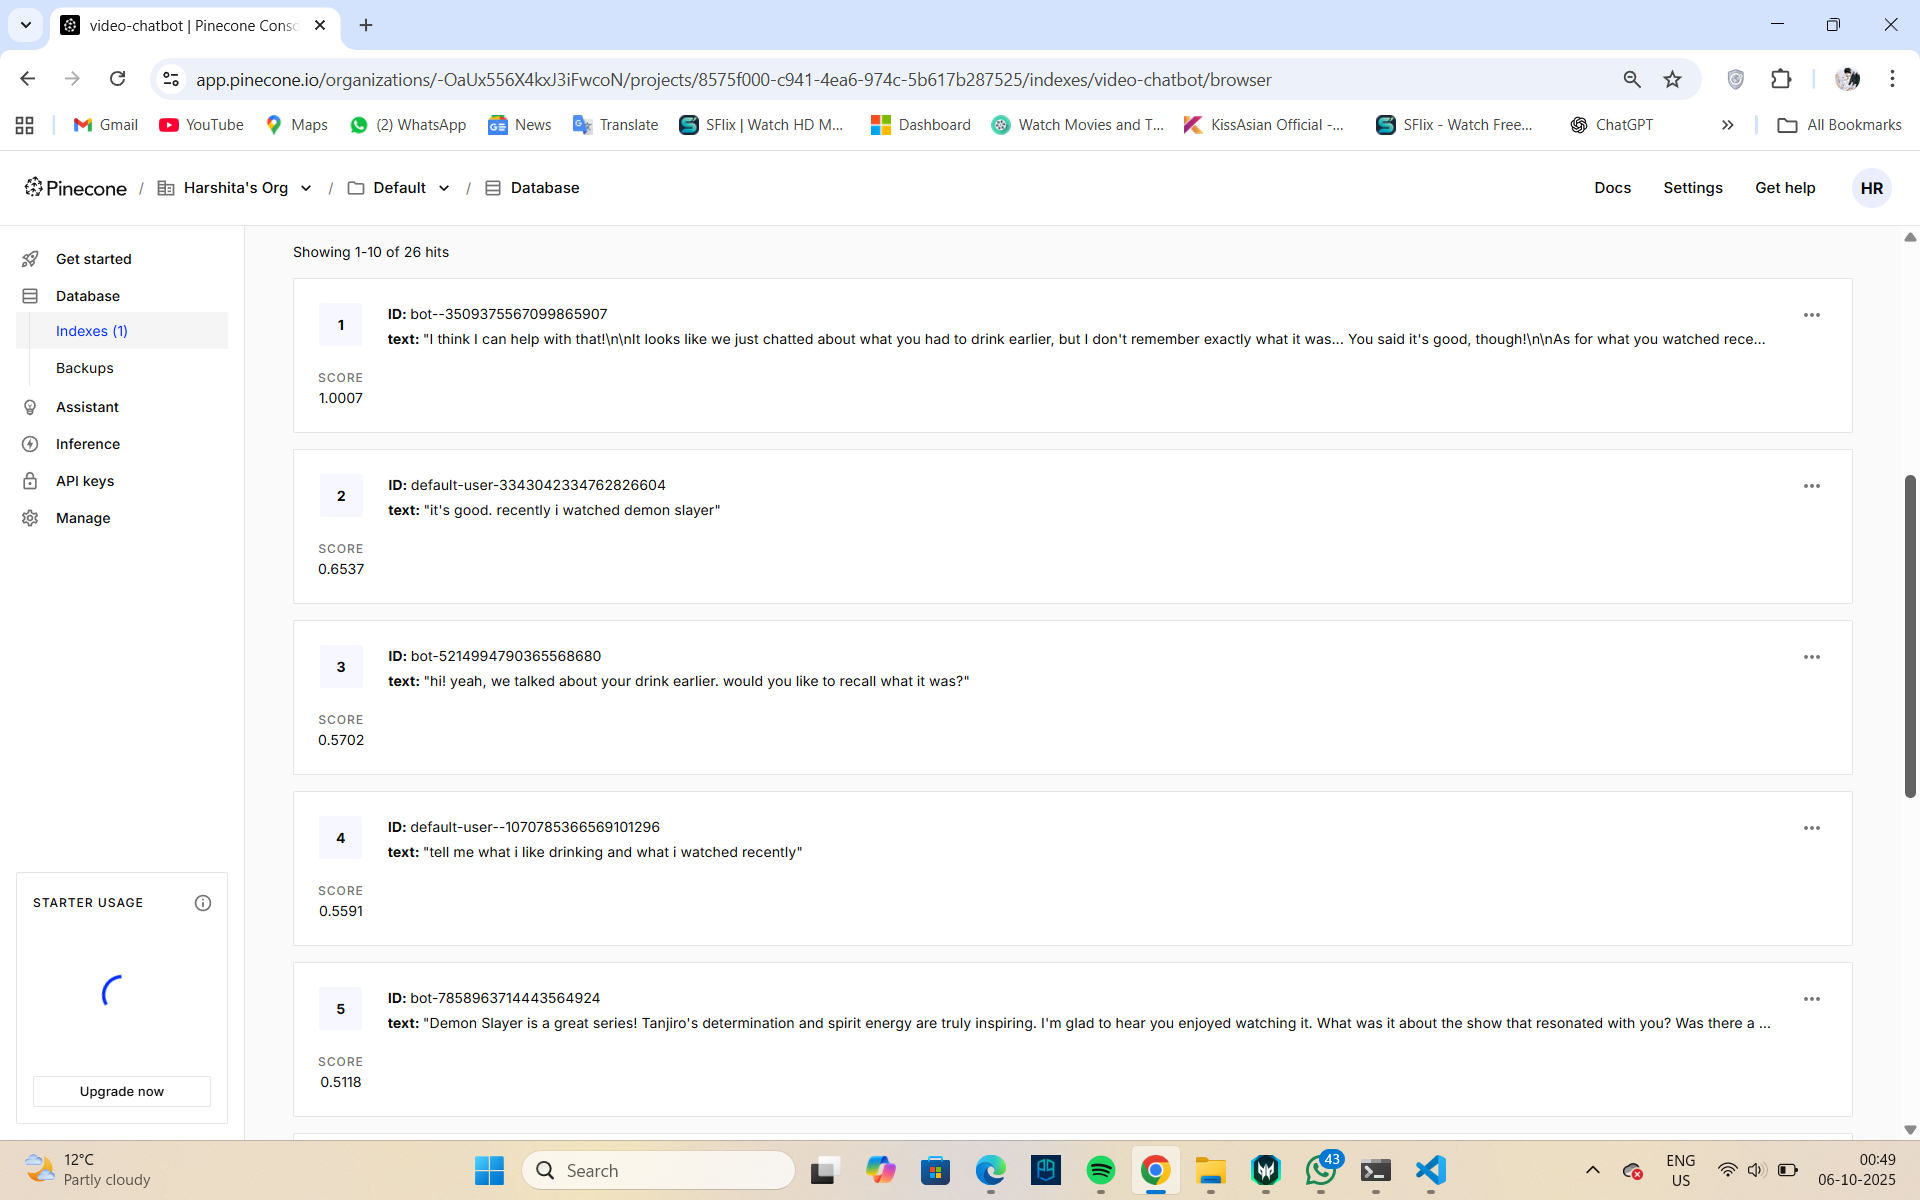 video-chatbot | Pinecone Consc
app.pinecone.io/organizations/-OaUx556X4kxJ3iFwcoN/projects/8575f000-c941-4ea6-974c-5b617b287525/indexes/video-chatbot/browser
Gmail YouTube Maps (2) WhatsApp News Translate SFlix | Watch HD M... Dashboard Watch Movies and T... KissAsian Official -... SFlix - Watch Free... ChatGPT » All Bookmarks
Pinecone / Harshita's Org / Default / Database Docs Settings Get help HR
Get started
Database
Indexes (1)
Backups
Assistant
Inference
API keys
Manage
STARTER USAGE
Upgrade now
Showing 1-10 of 26 hits
1
ID: bot--3509375567099865907
text: "I think I can help with that!\n\nIt looks like we just chatted about what you had to drink earlier, but I don't remember exactly what it was... You said it's good, though!\n\nAs for what you watched rece...
SCORE
1.0007
2
ID: default-user-3343042334762826604
text: "it's good. recently i watched demon slayer"
SCORE
0.6537
3
ID: bot-5214994790365568680
text: "hi! yeah, we talked about your drink earlier. would you like to recall what it was?"
SCORE
0.5702
4
ID: default-user--1070785366569101296
text: "tell me what i like drinking and what i watched recently"
SCORE
0.5591
5
ID: bot-7858963714443564924
text: "Demon Slayer is a great series! Tanjiro's determination and spirit energy are truly inspiring. I'm glad to hear you enjoyed watching it. What was it about the show that resonated with you? Was there a ...
SCORE
0.5118
12°C
Partly cloudy
Search
43
ENG
US
00:49
06-10-2025